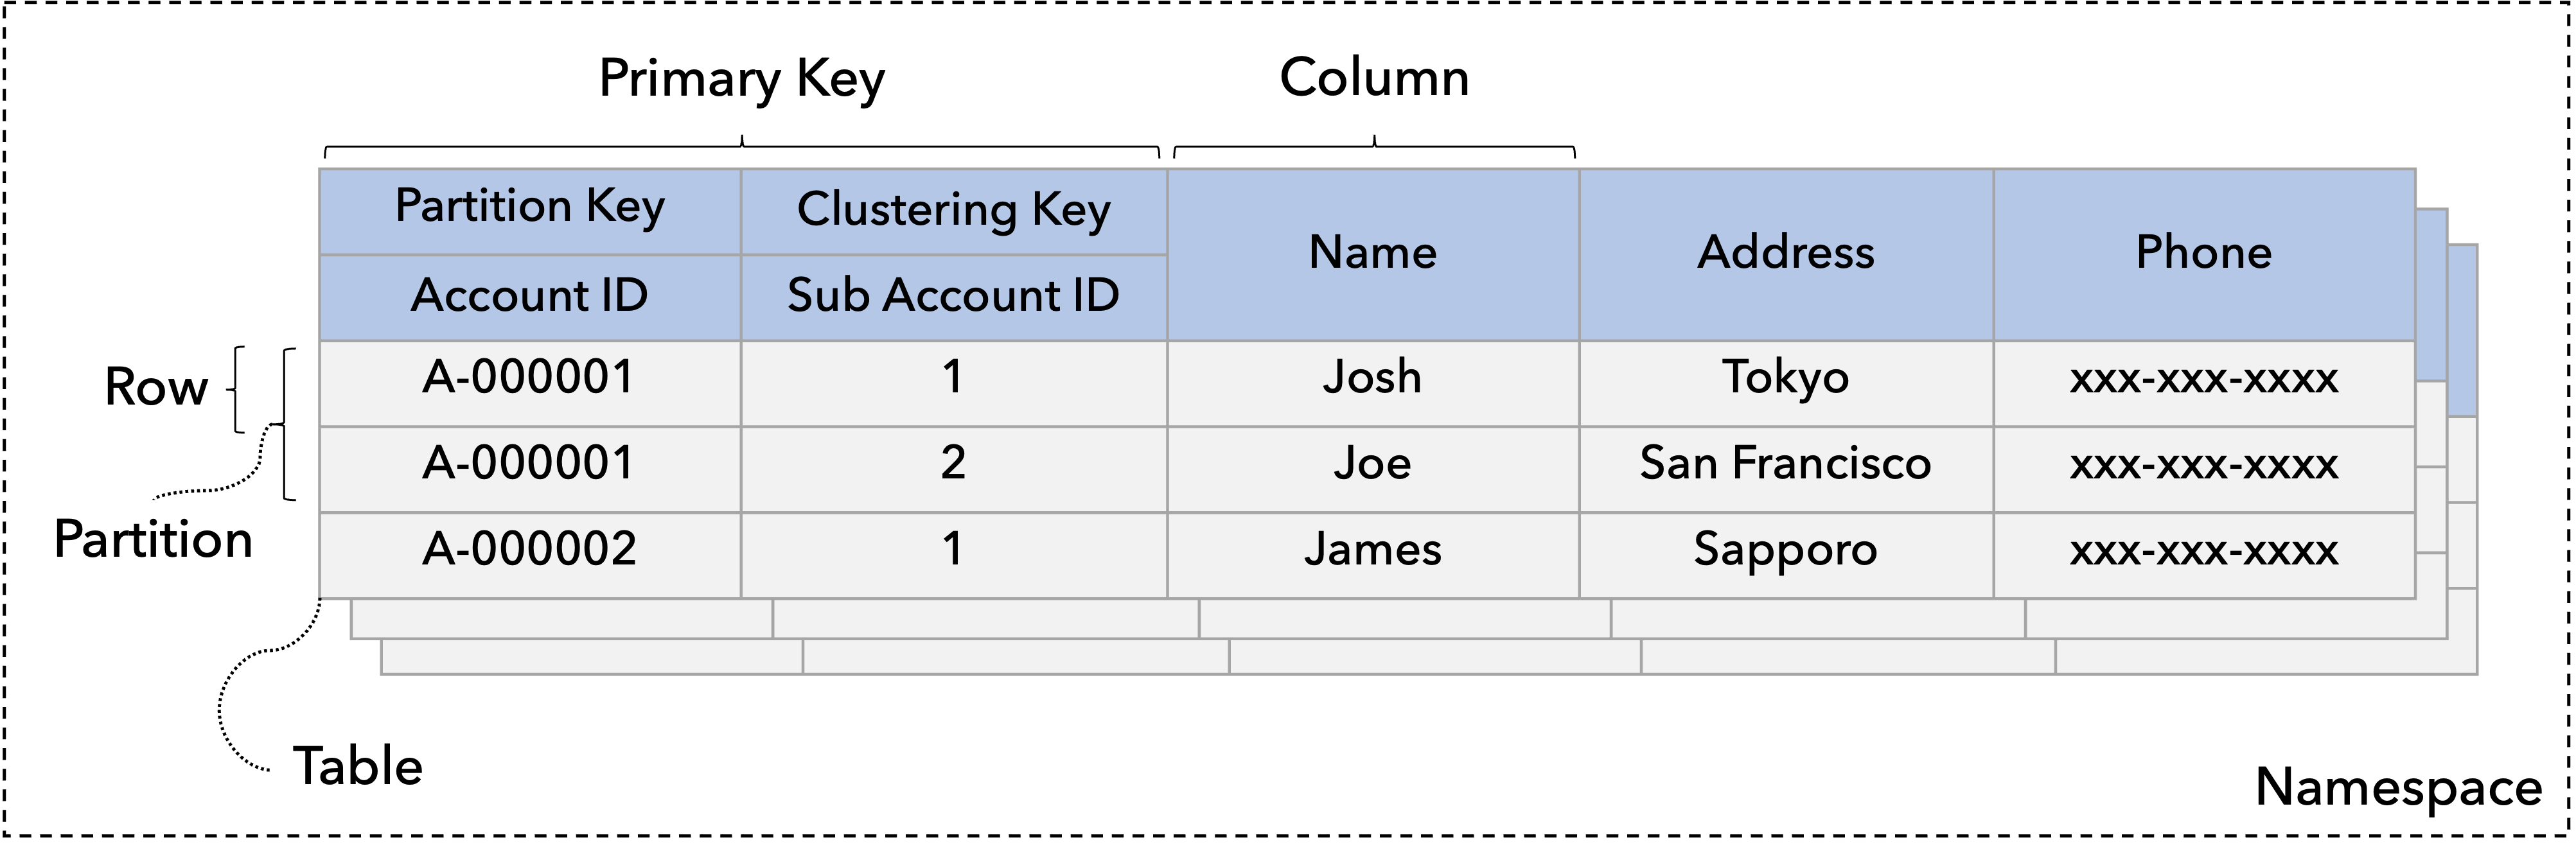 Primary Key
Column
Partition Key
Clustering Key
Name
Address
Phone
Account ID
Sub Account ID
Row
A-000001
1
Josh
Tokyo
xxx-xxx-xxxx
A-000001
2
Joe
San Francisco
xxx-xxx-xxxx
Partition
A-000002
1
James
Sapporo
xxx-xxx-xxxx
Table
Namespace